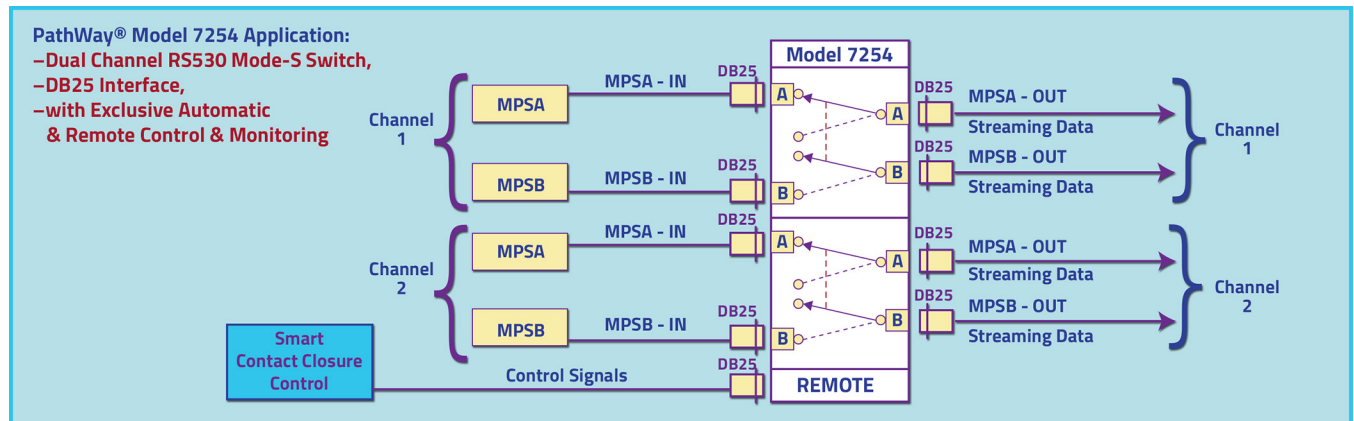 PathWay® Model 7254 Application:
–Dual Channel RS530 Mode-S Switch,
–DB25 Interface,
–with Exclusive Automatic
& Remote Control & Monitoring
Model 7254
Channel
1
MPSA
MPSA - IN
DB25
A
A
DB25
MPSA - OUT
Streaming Data
MPSB
MPSB - IN
DB25
B
B
DB25
MPSB - OUT
Streaming Data
Channel
1
Channel
2
MPSA
MPSA - IN
DB25
A
A
DB25
MPSA - OUT
Streaming Data
MPSB
MPSB - IN
DB25
B
B
DB25
MPSB - OUT
Streaming Data
Channel
2
Smart
Contact Closure
Control
Control Signals
DB25
REMOTE